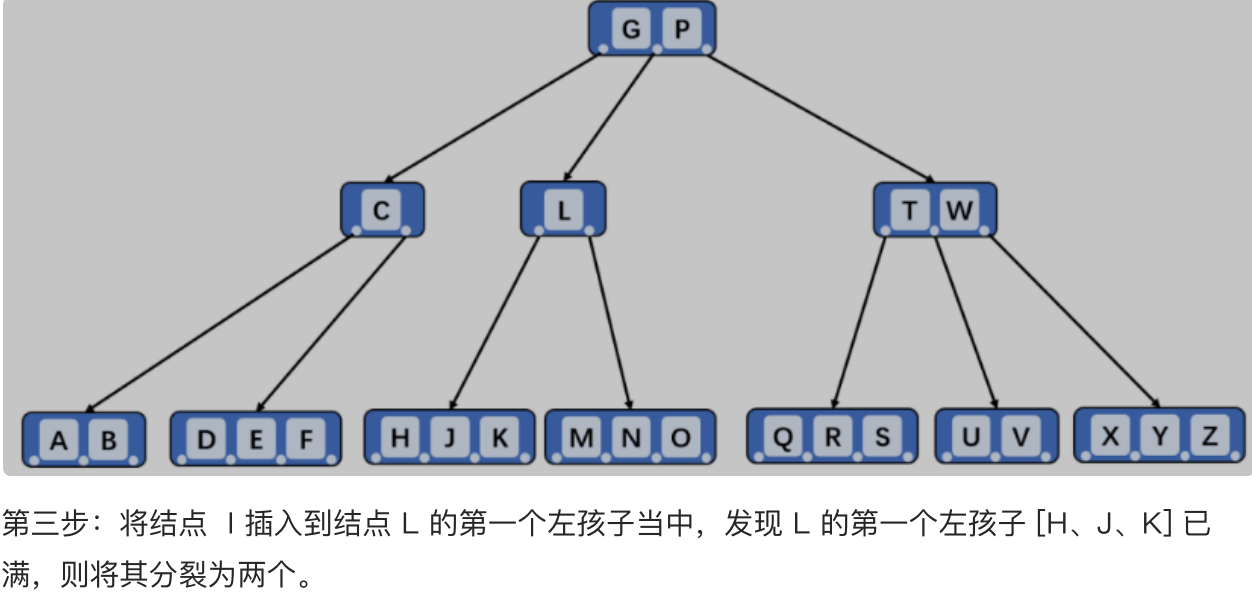 G P
C L T W
A B D E F H J K M N O Q R S U V X Y Z
第三步：将结点 I 插入到结点 L 的第一个左孩子当中，发现 L 的第一个左孩子 [H、J、K] 已
满，则将其分裂为两个。